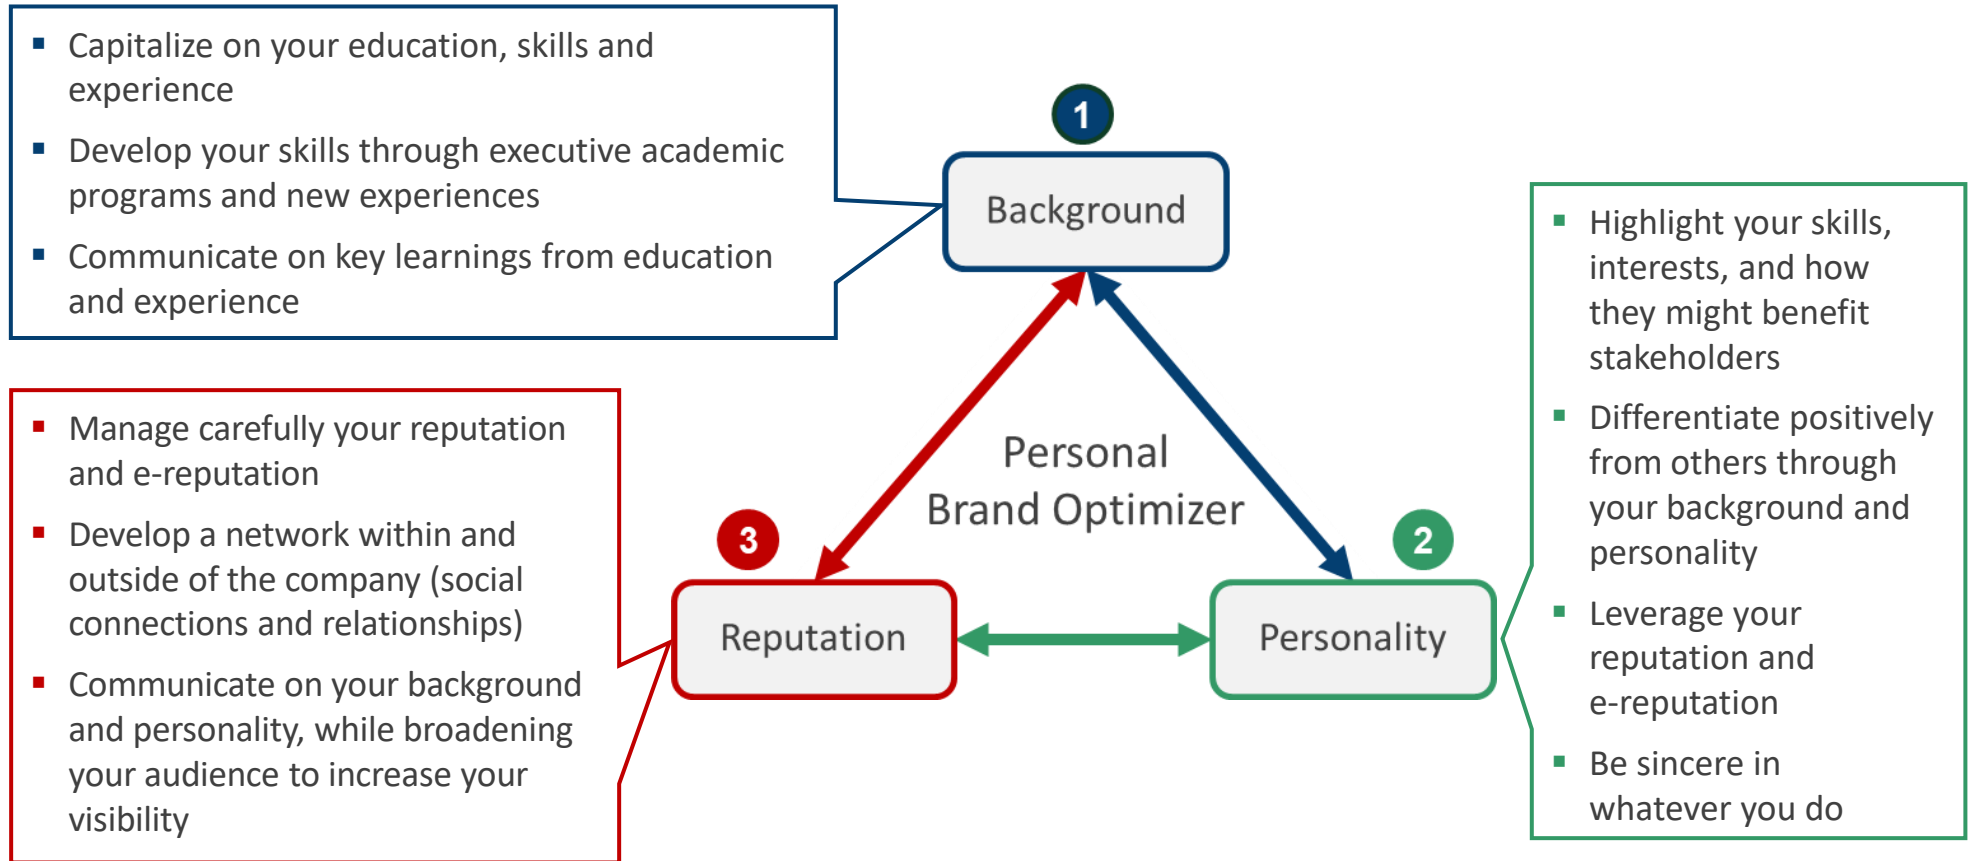 ▪ Capitalize on your education, skills and
experience
▪ Develop your skills through executive academic
programs and new experiences
▪ Communicate on key learnings from education
and experience
1
Background
▪ Highlight your skills,
interests, and how
they might benefit
stakeholders
▪ Differentiate positively
from others through
your background and
personality
▪ Leverage your
reputation and
e-reputation
▪ Be sincere in
whatever you do
Personal
Brand Optimizer
2
Personality
3
Reputation
▪ Manage carefully your reputation
and e-reputation
▪ Develop a network within and
outside of the company (social
connections and relationships)
▪ Communicate on your background
and personality, while broadening
your audience to increase your
visibility